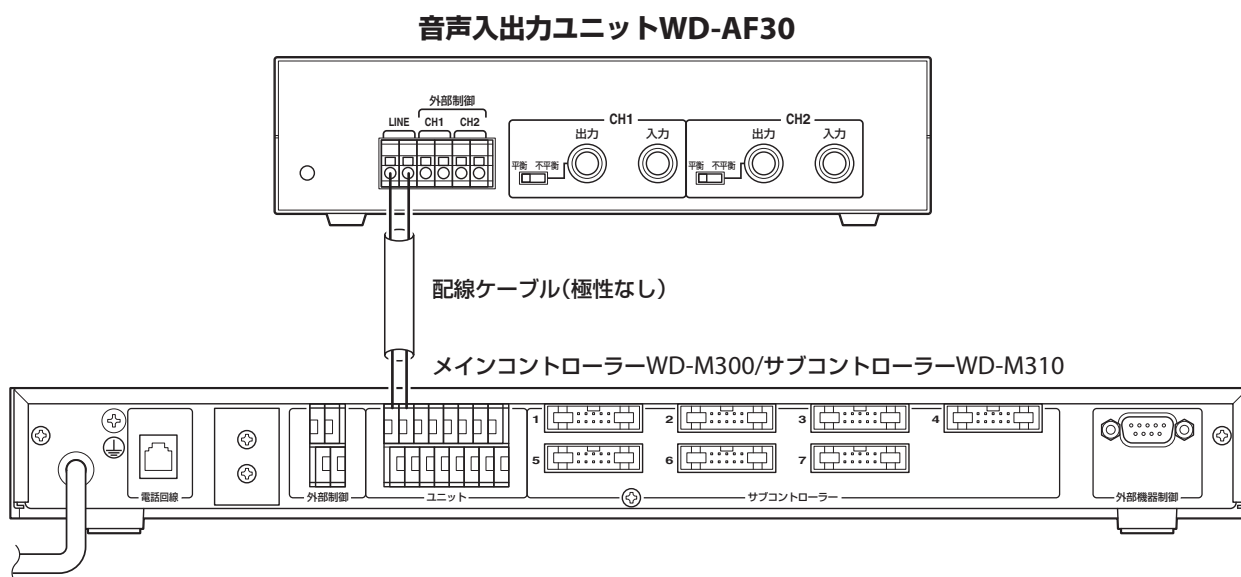 音声入出力ユニットWD-AF30
外部制御
LINE CH1 CH2
CH1
出力 入力
平衡 不平衡
CH2
出力 入力
平衡 不平衡
配線ケーブル(極性なし)
メインコントローラーWD-M300/サブコントローラーWD-M310
1 2 3 4
5 6 7
電話回線 外部制御 ユニット サブコントローラー 外部機器制御